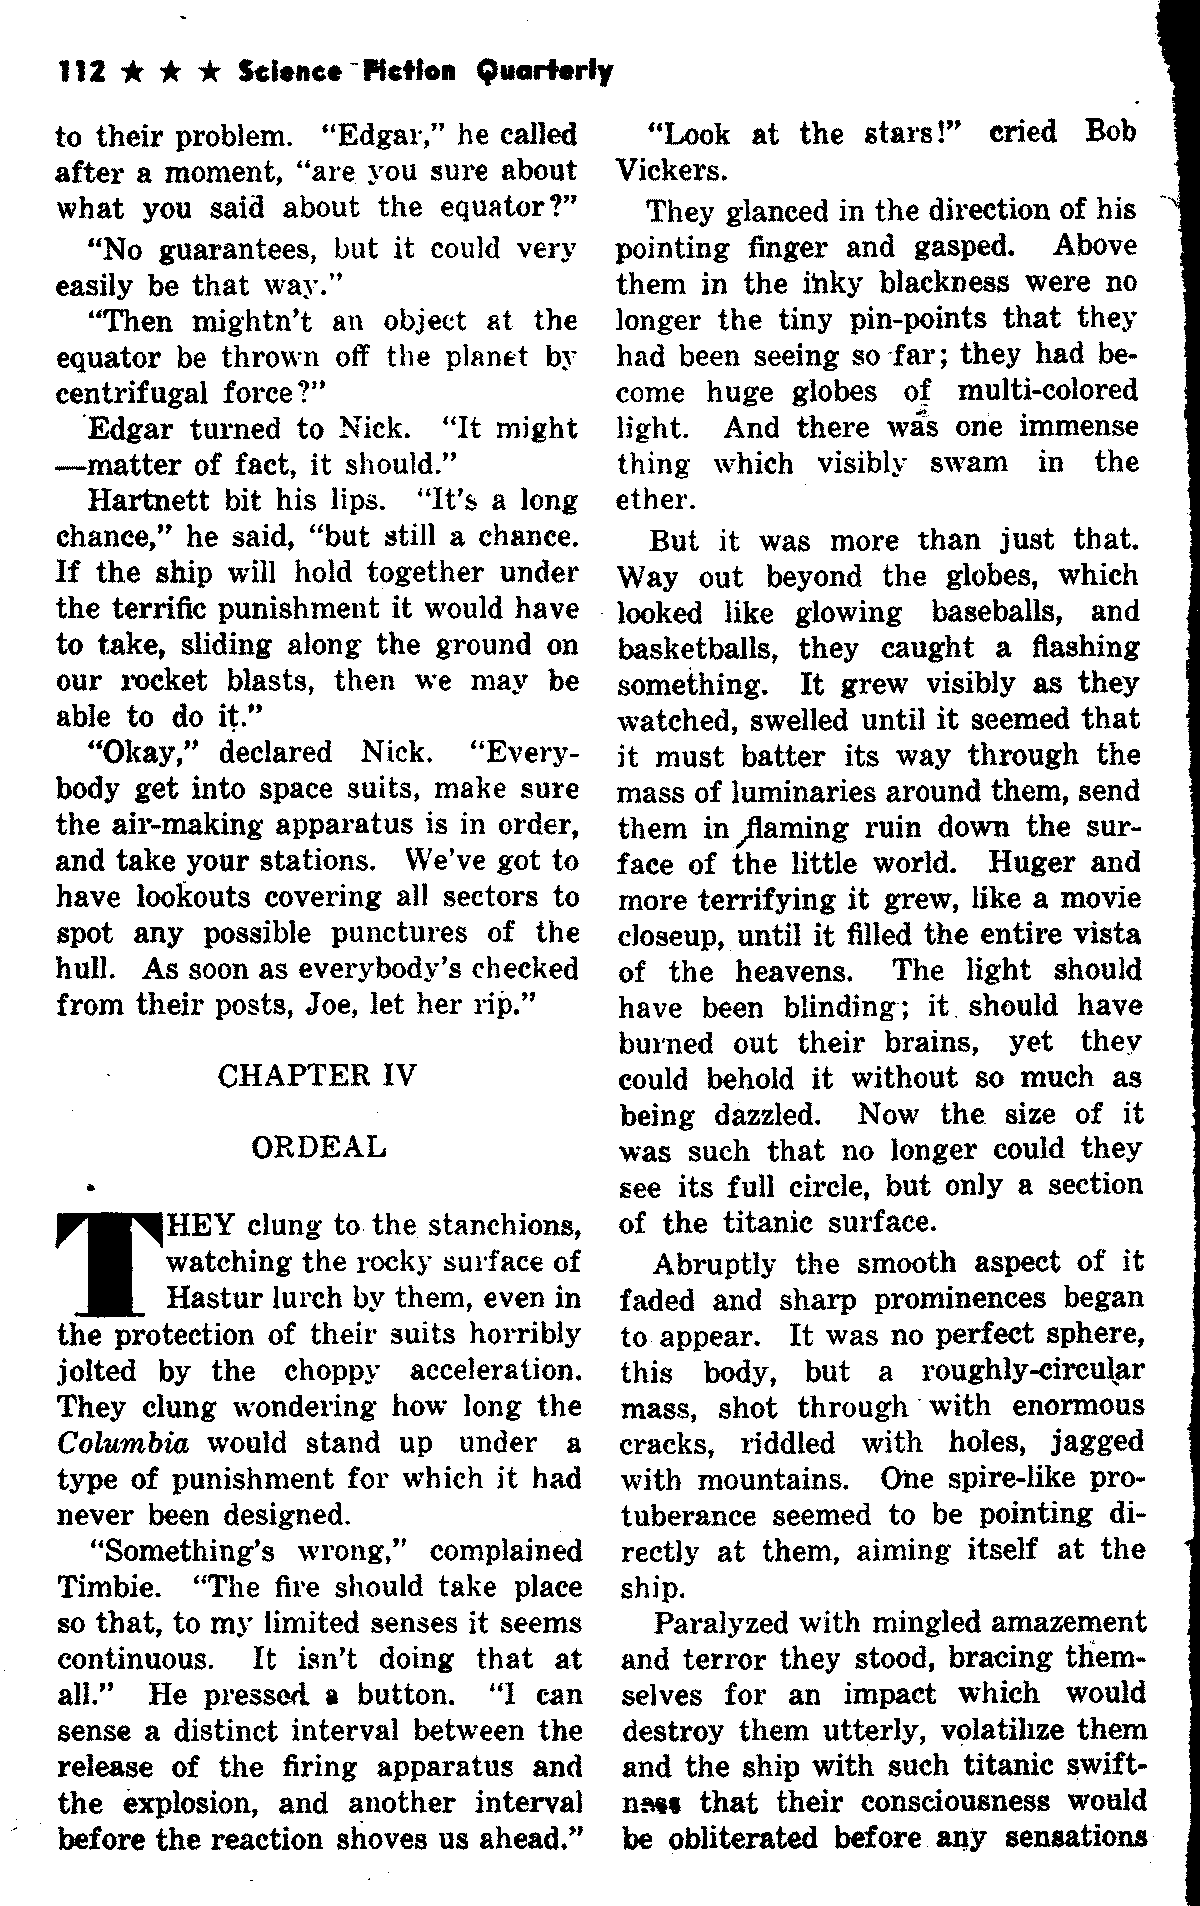 112 ★ ★ ★ Science Fiction Quarterly
to their problem. “Edgar,” he called
after a moment, “are you sure about
what you said about the equator?”
“No guarantees, but it could very
easily be that way.”
“Then mightn’t an object at the
equator be thrown off the planet by
centrifugal force?”
Edgar turned to Nick. “It might
—matter of fact, it should.”
Hartnett bit his lips. “It’s a long
chance,” he said, “but still a chance.
If the ship will hold together under
the terrific punishment it would have
to take, sliding along the ground on
our rocket blasts, then we may be
able to do it.”
“Okay,” declared Nick. “Every-
body get into space suits, make sure
the air-making apparatus is in order,
and take your stations. We’ve got to
have lookouts covering all sectors to
spot any possible punctures of the
hull. As soon as everybody’s checked
from their posts, Joe, let her rip.”
CHAPTER IV
ORDEAL
THEY clung to the stanchions,
watching the rocky surface of
Hastur lurch by them, even in
the protection of their suits horribly
jolted by the choppy acceleration.
They clung wondering how long the
Columbia would stand up under a
type of punishment for which it had
never been designed.
“Something’s wrong,” complained
Timbie. “The fire should take place
so that, to my limited senses it seems
continuous. It isn’t doing that at
all.” He pressed a button. “I can
sense a distinct interval between the
release of the firing apparatus and
the explosion, and another interval
before the reaction shoves us ahead.”
“Look at the stars!” cried Bob
Vickers.
They glanced in the direction of his
pointing finger and gasped. Above
them in the inky blackness were no
longer the tiny pin-points that they
had been seeing so far; they had be-
come huge globes of multi-colored
light. And there was one immense
thing which visibly swam in the
ether.
But it was more than just that.
Way out beyond the globes, which
looked like glowing baseballs, and
basketballs, they caught a flashing
something. It grew visibly as they
watched, swelled until it seemed that
it must batter its way through the
mass of luminaries around them, send
them in flaming ruin down the sur-
face of the little world. Huger and
more terrifying it grew, like a movie
closeup, until it filled the entire vista
of the heavens. The light should
have been blinding; it should have
burned out their brains, yet they
could behold it without so much as
being dazzled. Now the size of it
was such that no longer could they
see its full circle, but only a section
of the titanic surface.
Abruptly the smooth aspect of it
faded and sharp prominences began
to appear. It was no perfect sphere,
this body, but a roughly-circular
mass, shot through with enormous
cracks, riddled with holes, jagged
with mountains. One spire-like pro-
tuberance seemed to be pointing di-
rectly at them, aiming itself at the
ship.
Paralyzed with mingled amazement
and terror they stood, bracing them-
selves for an impact which would
destroy them utterly, volatilize them
and the ship with such titanic swift-
ness that their consciousness would
be obliterated before any sensations